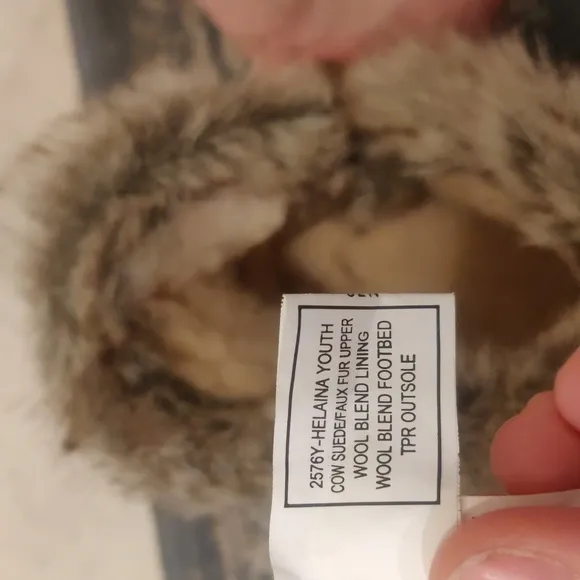 2576Y-HELAINA YOUTH
COW SUEDE/FAUX FUR UPPER
WOOL BLEND LINING
WOOL BLEND FOOTBED
TPR OUTSOLE